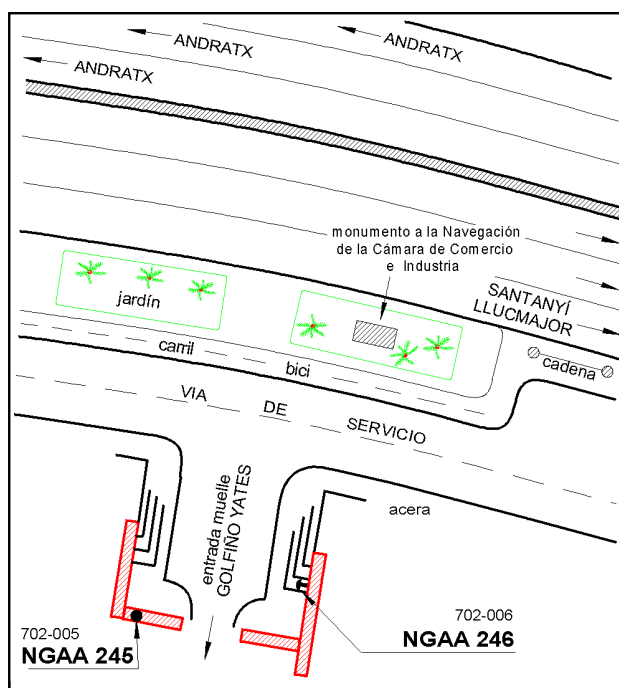 ANDRATX
ANDRATX
ANDRATX
monumento a la Navegación
de la Cámara de Comercio
e Industria
SANTANYÍ
LLUCMAJOR
jardín
carril
bici
cadena
VIA DE SERVICIO
entrada muelle
GOLFIÑO YATES
acera
702-005
NGAA 245
702-006
NGAA 246